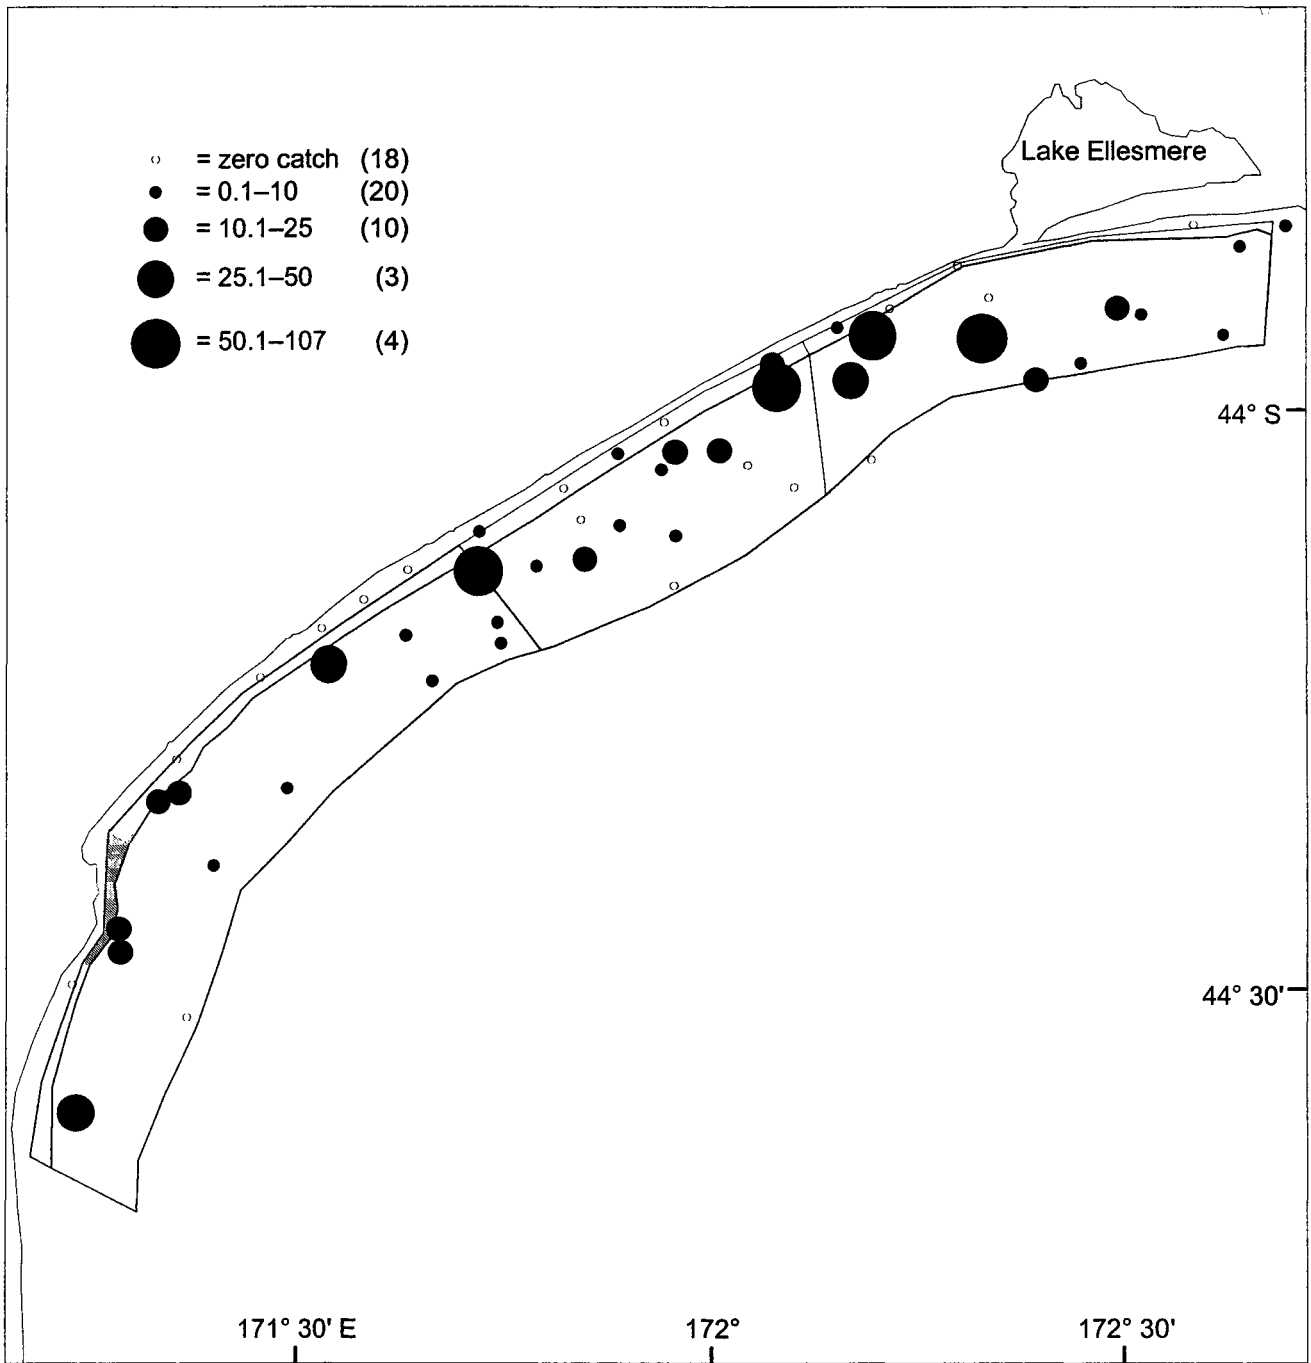 Lake Ellesmere
= zero catch (18)
= 0.1–10 (20)
= 10.1–25 (10)
= 25.1–50 (3)
= 50.1–107 (4)
44° S
44° 30'
171° 30' E 172° 172° 30'